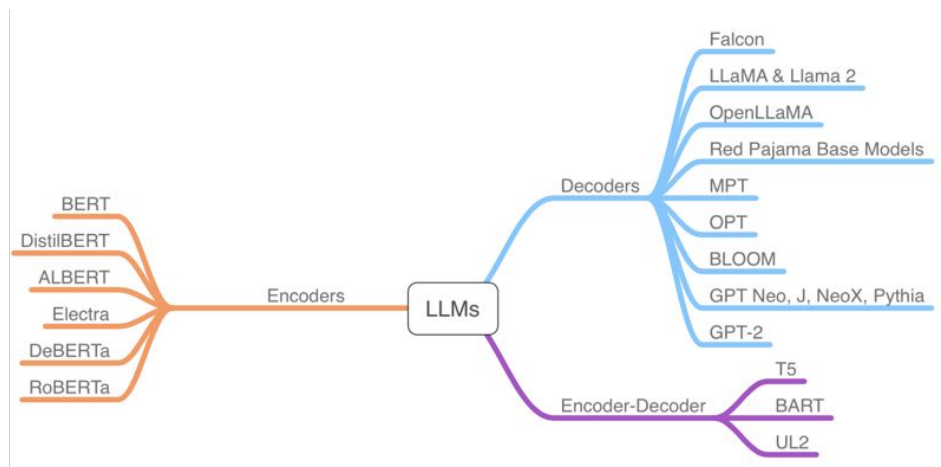 LLMs
Encoders
BERT
DistilBERT
ALBERT
Electra
DeBERTa
RoBERTa
Decoders
Falcon
LLaMA & Llama 2
OpenLLaMA
Red Pajama Base Models
MPT
OPT
BLOOM
GPT Neo, J, NeoX, Pythia
GPT-2
Encoder-Decoder
T5
BART
UL2